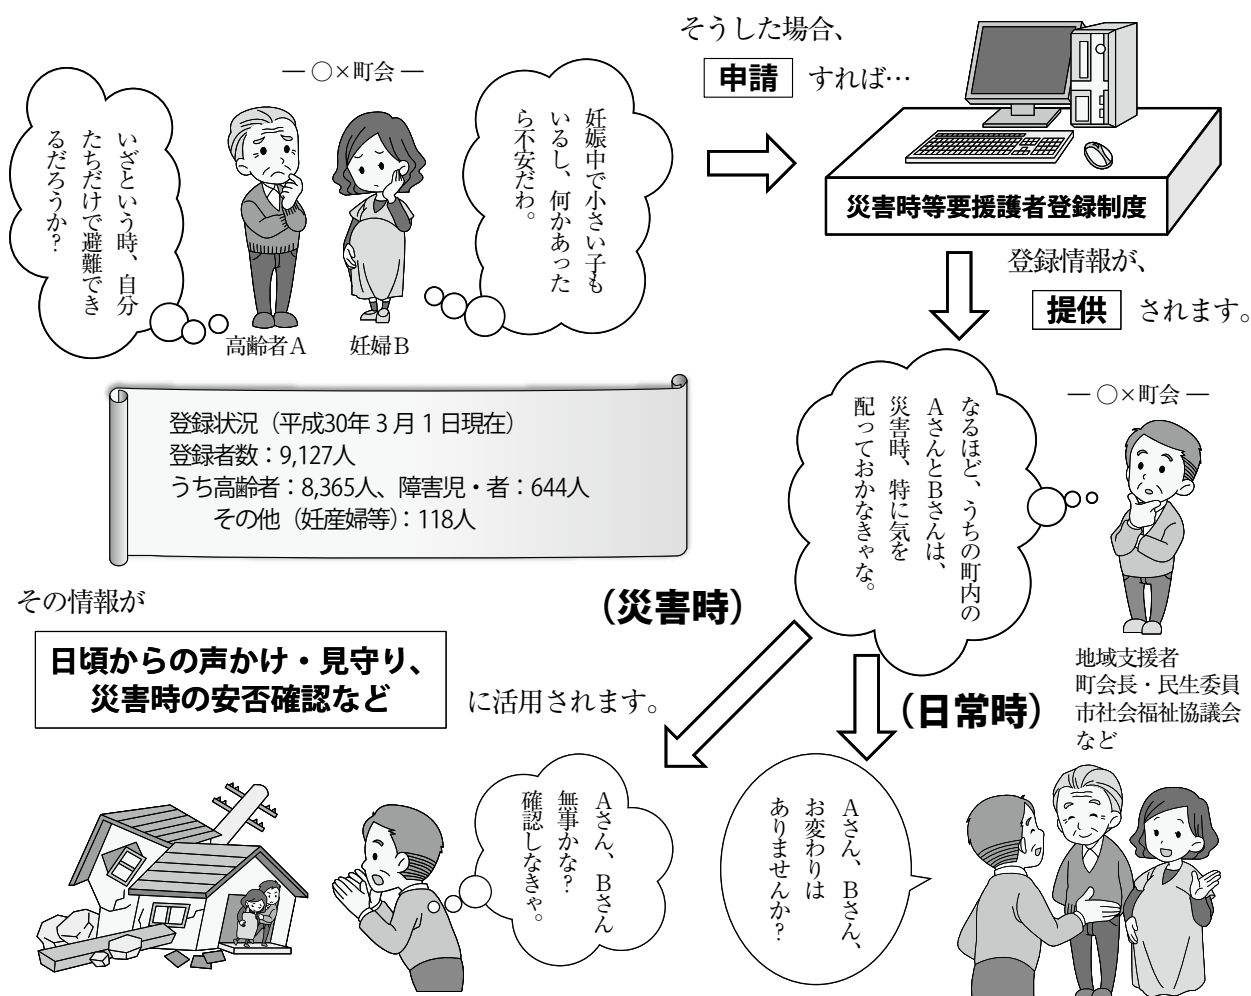 ― ○×町会 ―
いざという時、自分
たちだけで避難でき
るだろうか？
妊娠中で小さい子も
いるし、何かあった
ら不安だわ。
高齢者Ａ
妊婦Ｂ
そうした場合、
申請 すれば…
災害時等要援護者登録制度
登録情報が、
提供 されます。
登録状況（平成30年３月１日現在）
登録者数：9,127人
うち高齢者：8,365人、障害児・者：644人
その他（妊産婦等）：118人
― ○×町会 ―
なるほど、うちの町内の
ＡさんとＢさんは、
災害時、特に気を
配っておかなきゃな。
地域支援者
町会長・民生委員
市社会福祉協議会
など
その情報が
日頃からの声かけ・見守り、
災害時の安否確認など
に活用されます。
（災害時）
（日常時）
Ａさん、Ｂさん
無事かな？
確認しなきゃ。
Ａさん、Ｂさん、
お変わりは
ありませんか？